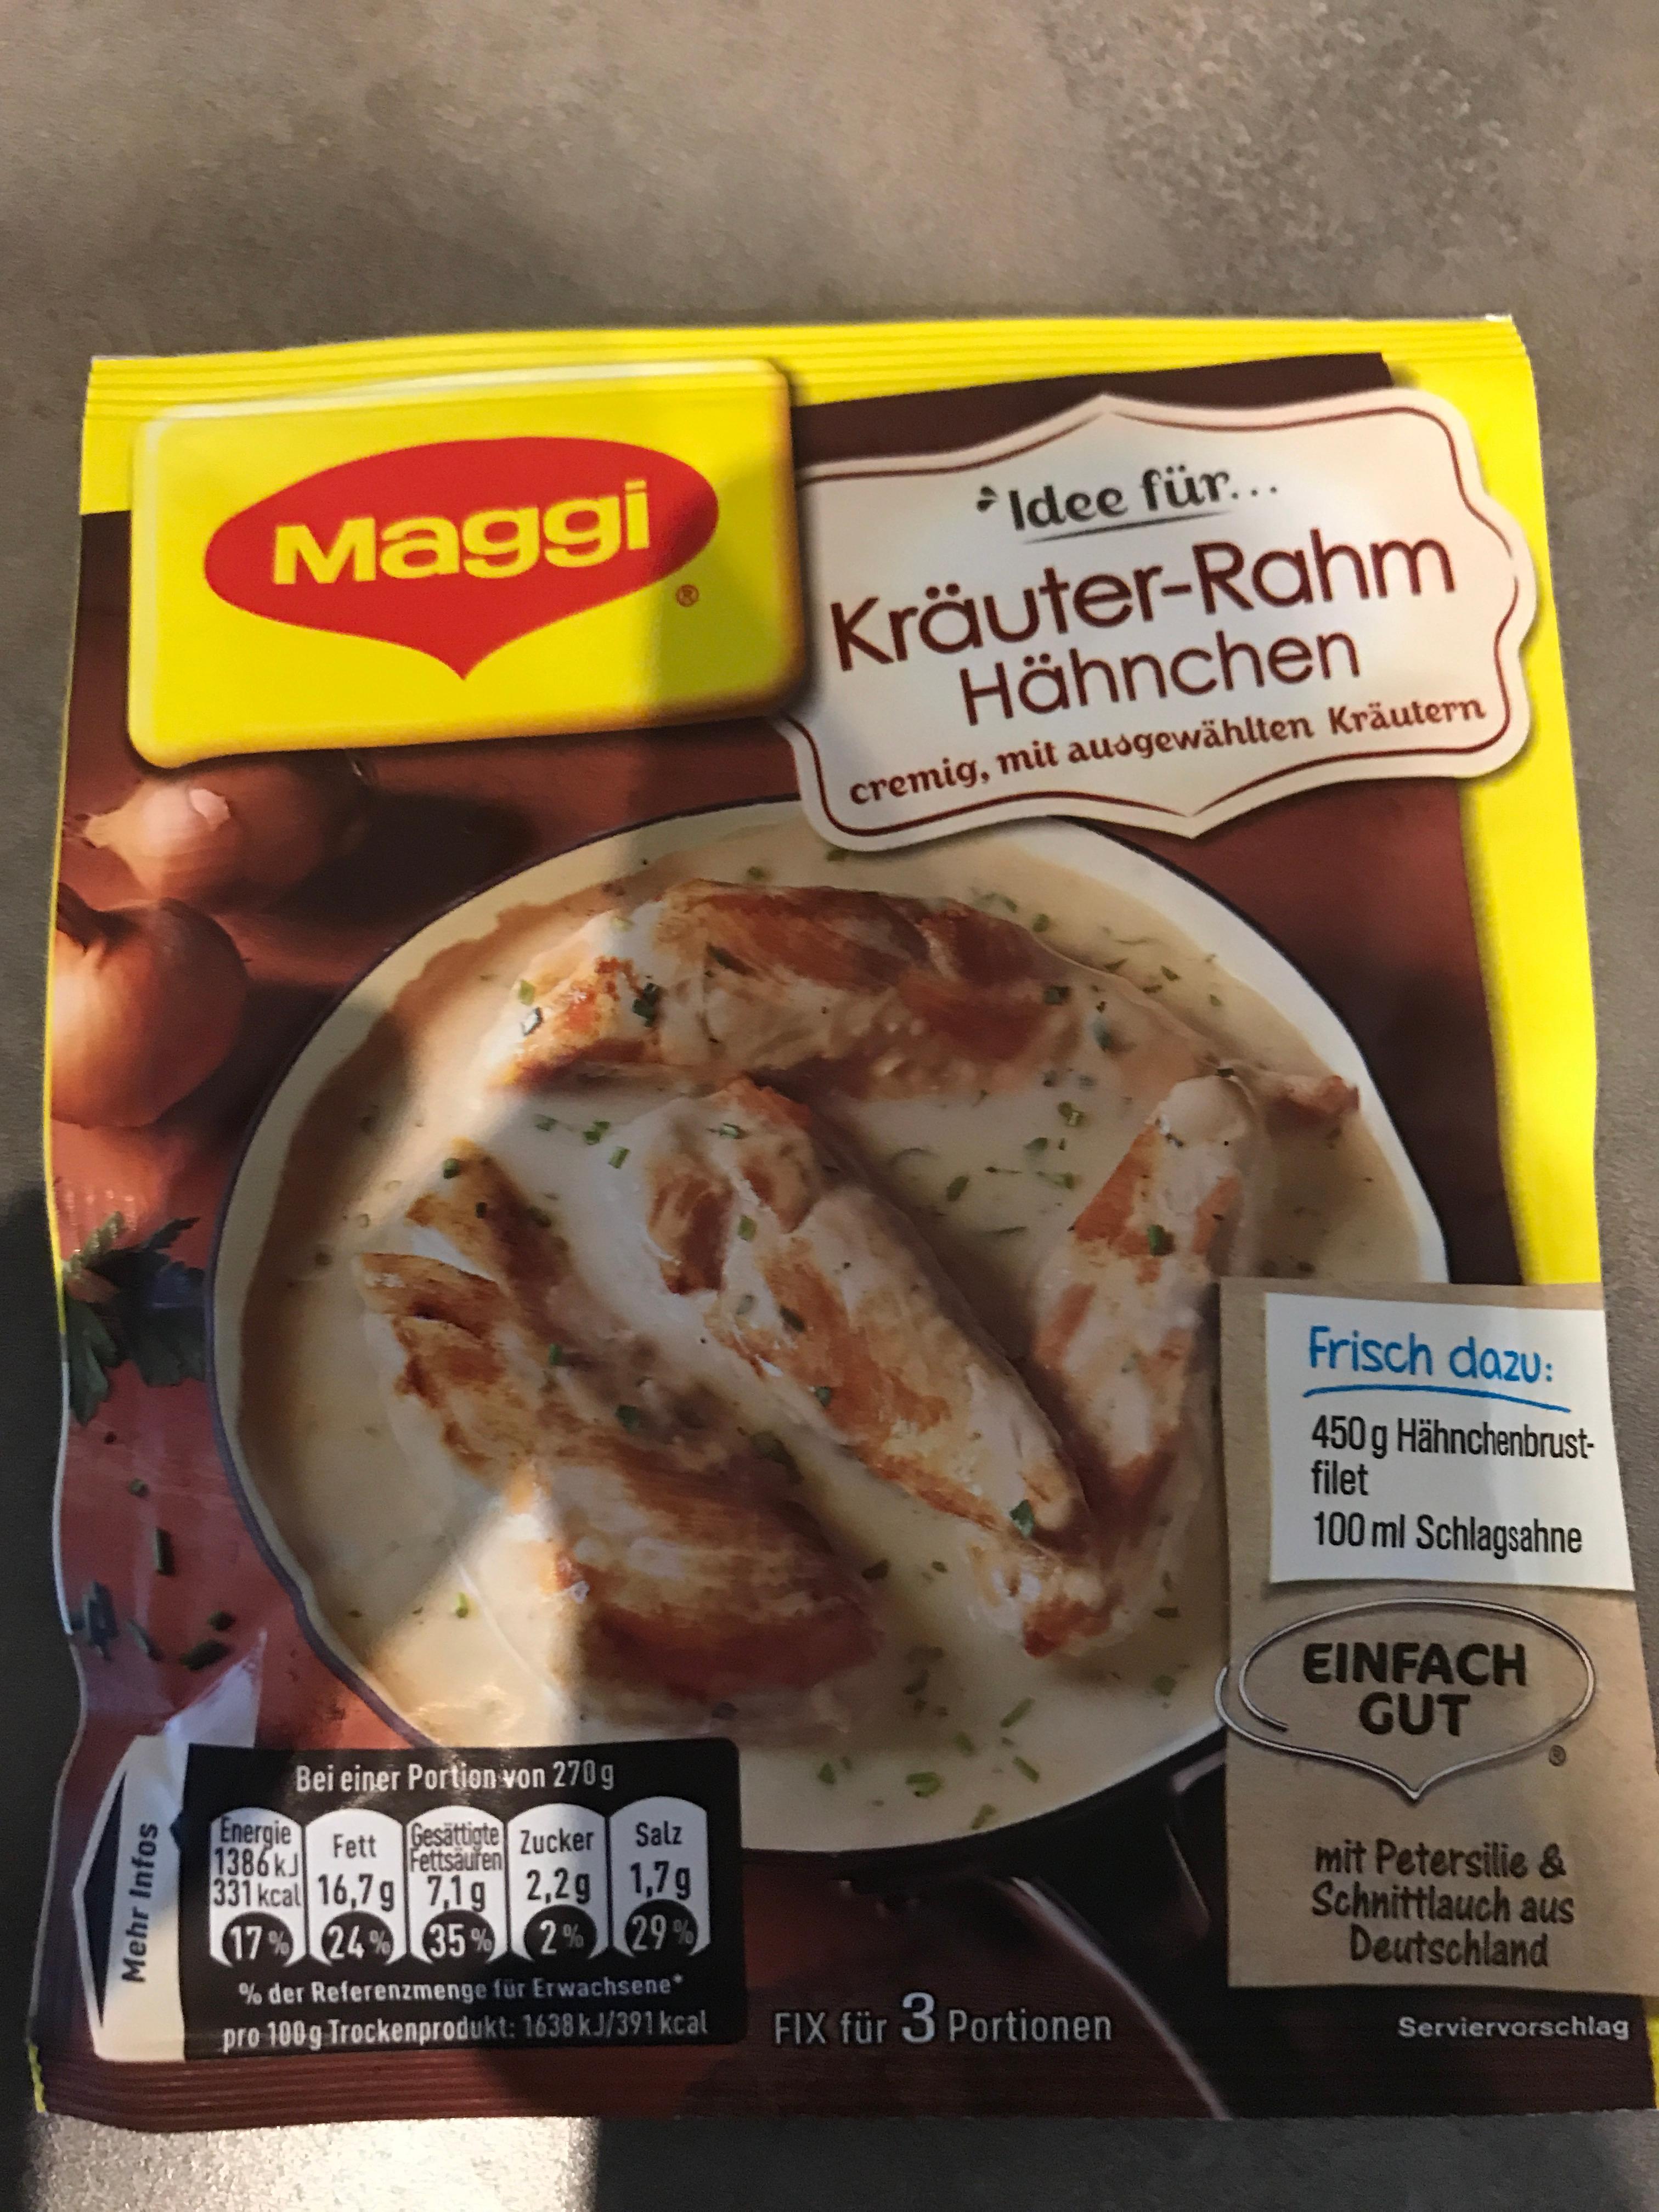 Maggi
®
Idee für...
Kräuter-Rahm
Hähnchen
cremig, mit ausgewählten Kräutern
Frisch dazu:
450 g Hähnchenbrust-
filet
100 ml Schlagsahne
EINFACH
GUT
®
mit Petersilie &
Schnittlauch aus
Deutschland
Mehr Infos
Bei einer Portion von 270 g
Energie
1386 kJ
331 kcal
17 %
Fett
16,7 g
24 %
Gesättigte
Fettsäuren
7,1 g
35 %
Zucker
2,2 g
2 %
Salz
1,7 g
29 %
% der Referenzmenge für Erwachsene*
pro 100 g Trockenprodukt: 1638 kJ/391 kcal
FIX für 3 Portionen
Serviervorschlag